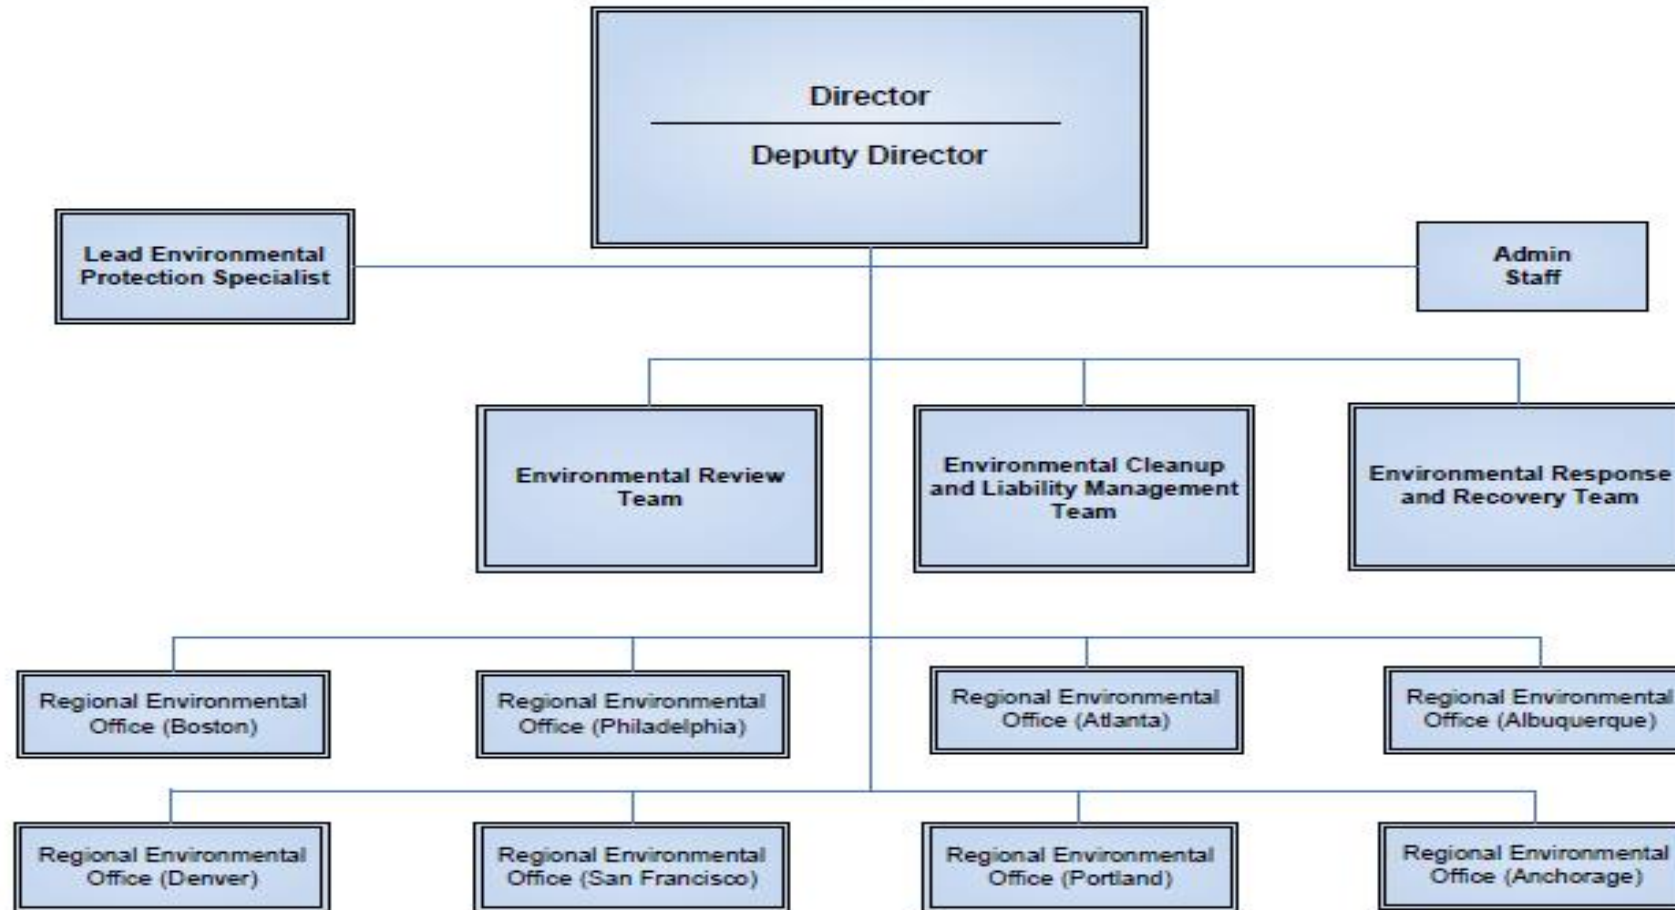 Director
Deputy Director
Lead Environmental
Protection Specialist
Admin
Staff
Environmental Review
Team
Environmental Cleanup
and Liability Management
Team
Environmental Response
and Recovery Team
Regional Environmental
Office (Boston)
Regional Environmental
Office (Philadelphia)
Regional Environmental
Office (Atlanta)
Regional Environmental
Office (Albuquerque)
Regional Environmental
Office (Denver)
Regional Environmental
Office (San Francisco)
Regional Environmental
Office (Portland)
Regional Environmental
Office (Anchorage)